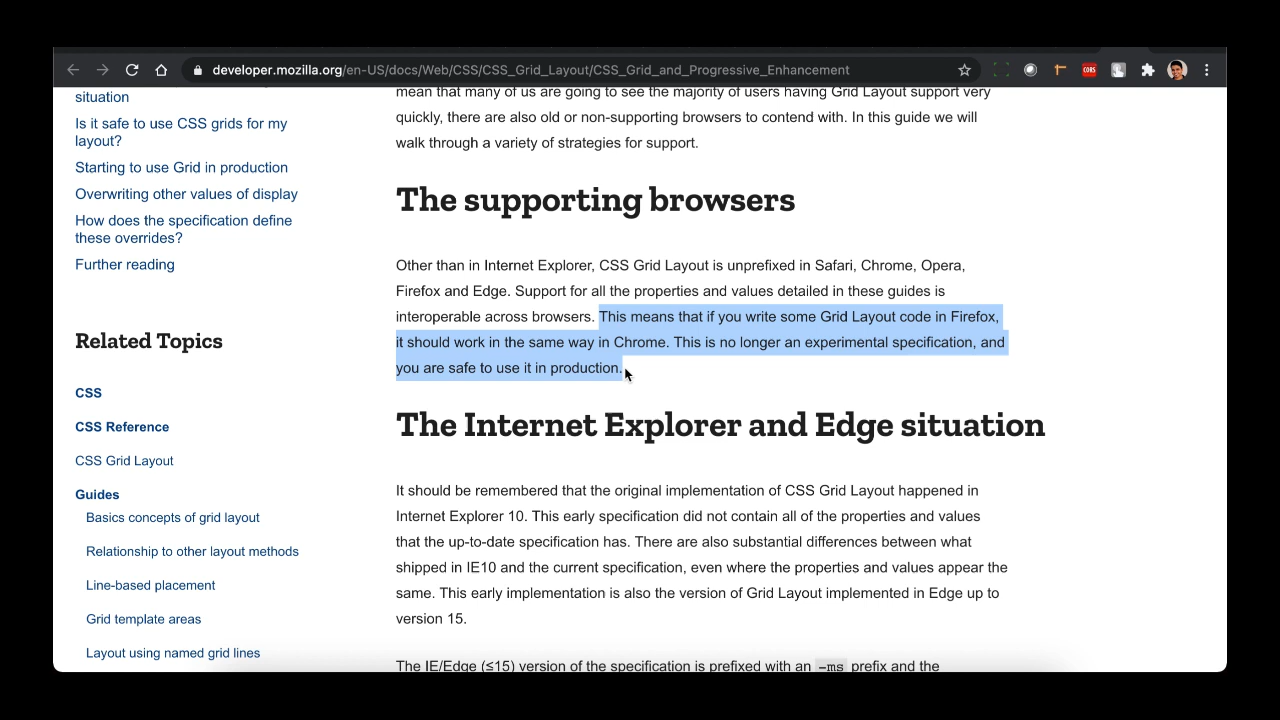 developer.mozilla.org/en-US/docs/Web/CSS/CSS_Grid_Layout/CSS_Grid_and_Progressive_Enhancement
CORS
situation
Is it safe to use CSS grids for my
layout?
Starting to use Grid in production
Overwriting other values of display
How does the specification define
these overrides?
Further reading
Related Topics
CSS
CSS Reference
CSS Grid Layout
Guides
Basics concepts of grid layout
Relationship to other layout methods
Line-based placement
Grid template areas
Layout using named grid lines
mean that many of us are going to see the majority of users having Grid Layout support very
quickly, there are also old or non-supporting browsers to contend with. In this guide we will
walk through a variety of strategies for support.
The supporting browsers
Other than in Internet Explorer, CSS Grid Layout is unprefixed in Safari, Chrome, Opera,
Firefox and Edge. Support for all the properties and values detailed in these guides is
interoperable across browsers. This means that if you write some Grid Layout code in Firefox,
it should work in the same way in Chrome. This is no longer an experimental specification, and
you are safe to use it in production.
The Internet Explorer and Edge situation
It should be remembered that the original implementation of CSS Grid Layout happened in
Internet Explorer 10. This early specification did not contain all of the properties and values
that the up-to-date specification has. There are also substantial differences between what
shipped in IE10 and the current specification, even where the properties and values appear the
same. This early implementation is also the version of Grid Layout implemented in Edge up to
version 15.
The IE/Edge (≤15) version of the specification is prefixed with an -ms prefix and the